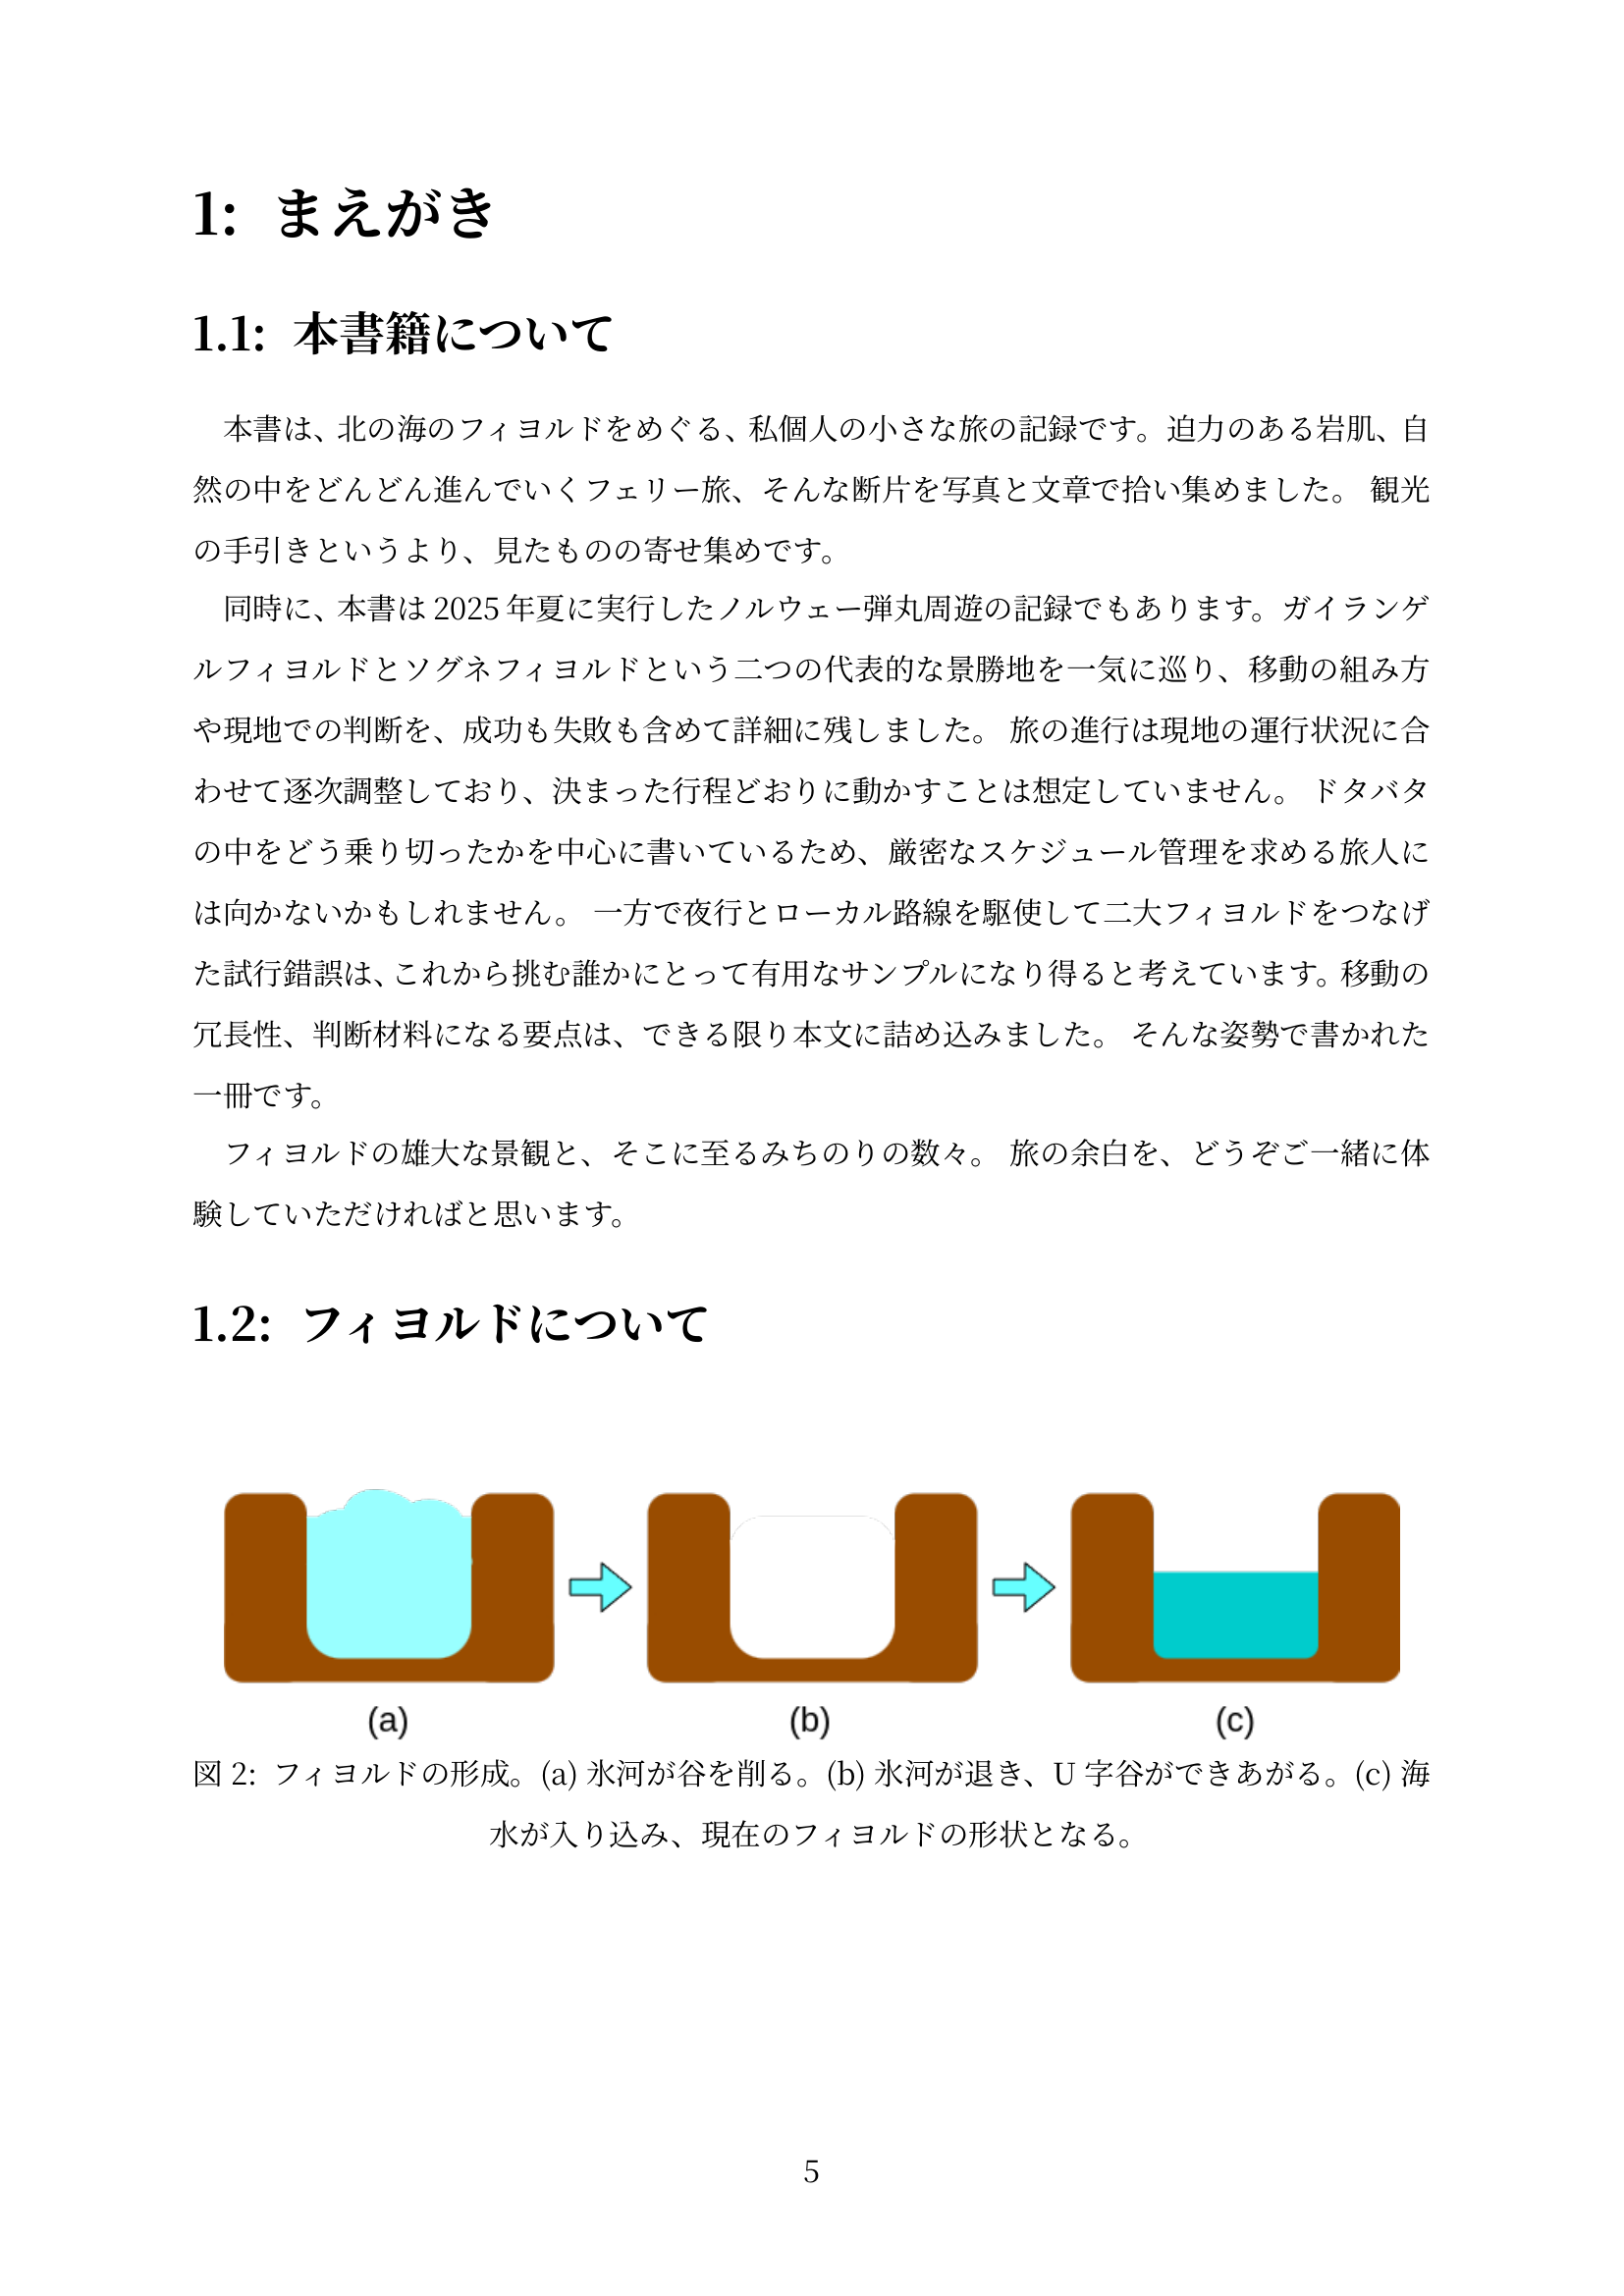 1: まえがき
1.1: 本書籍について
本書は、北の海のフィヨルドをめぐる、私個人の小さな旅の記録です。迫力のある岩肌、自
然の中をどんどん進んでいくフェリー旅、そんな断片を写真と文章で拾い集めました。 観光
の手引きというより、見たものの寄せ集めです。
同時に、本書は 2025 年夏に実行したノルウェー弾丸周遊の記録でもあります。ガイランゲ
ルフィヨルドとソグネフィヨルドという二つの代表的な景勝地を一気に巡り、移動の組み方
や現地での判断を、成功も失敗も含めて詳細に残しました。 旅の進行は現地の運行状況に合
わせて逐次調整しており、決まった行程どおりに動かすことは想定していません。 ドタバタ
の中をどう乗り切ったかを中心に書いているため、厳密なスケジュール管理を求める旅人に
は向かないかもしれません。 一方で夜行とローカル路線を駆使して二大フィヨルドをつなげ
た試行錯誤は、これから挑む誰かにとって有用なサンプルになり得ると考えています。移動の
冗長性、判断材料になる要点は、できる限り本文に詰め込みました。 そんな姿勢で書かれた
一冊です。
フィヨルドの雄大な景観と、そこに至るみちのりの数々。 旅の余白を、どうぞご一緒に体
験していただければと思います。
1.2: フィヨルドについて
(a) (b) (c)
図 2: フィヨルドの形成。(a) 氷河が谷を削る。(b) 氷河が退き、U 字谷ができあがる。(c) 海
水が入り込み、現在のフィヨルドの形状となる。
5